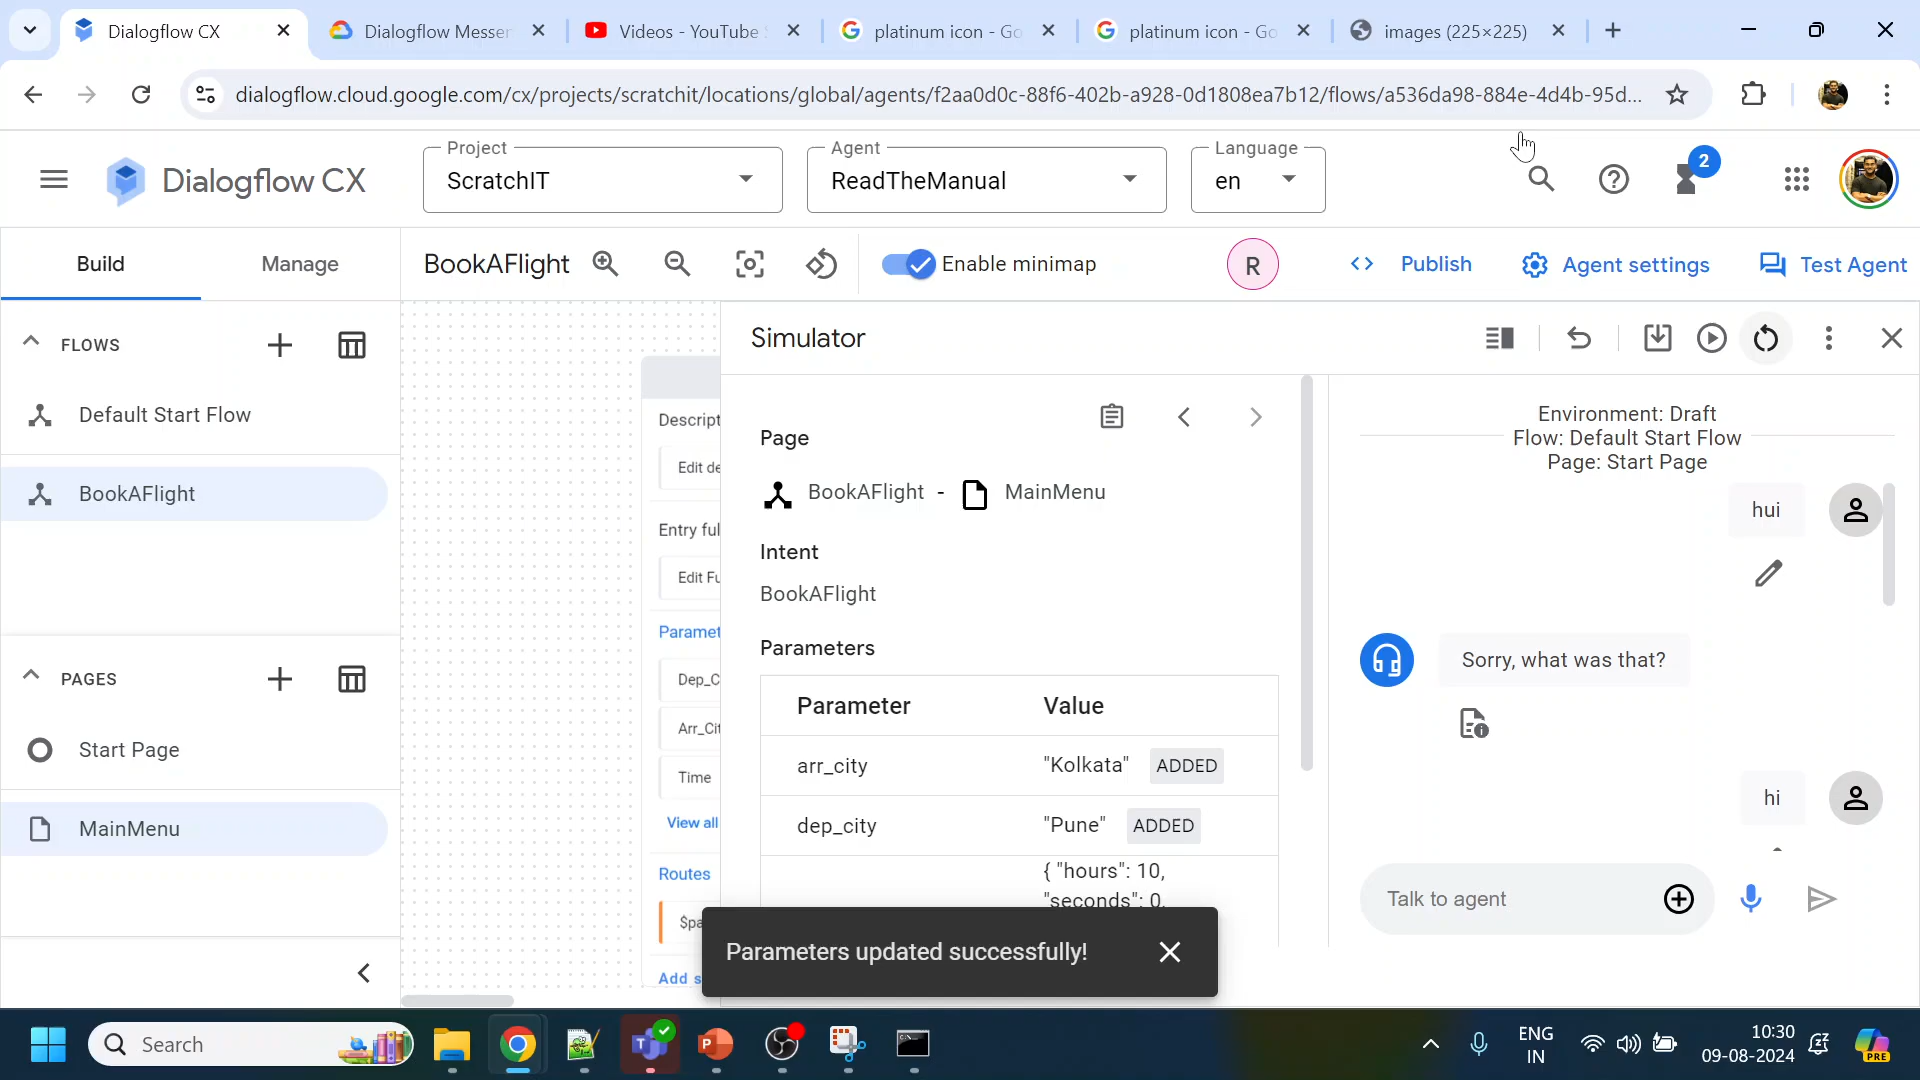 Dialogflow CX
Dialogflow Messen
Videos - YouTube
platinum icon - Go
platinum icon - Go
images (225×225)
dialogflow.cloud.google.com/cx/projects/scratchit/locations/global/agents/f2aa0d0c-88f6-402b-a928-0d1808ea7b12/flows/a536da98-884e-4d4b-95d...
Dialogflow CX
Project
ScratchIT
Agent
ReadTheManual
Language
en
2
Build
Manage
BookAFlight
Enable minimap
R
Publish
Agent settings
Test Agent
FLOWS
Default Start Flow
BookAFlight
PAGES
Start Page
MainMenu
Descript
Edit de
Entry ful
Edit Fu
Paramet
Dep_C
Arr_Cit
Time
View all
Routes
$pa
Add s
Simulator
Page
BookAFlight - MainMenu
Intent
BookAFlight
Parameters
Parameter Value
arr_city "Kolkata" ADDED
dep_city "Pune" ADDED
{ "hours": 10,
"seconds": 0,
Parameters updated successfully!
Environment: Draft
Flow: Default Start Flow
Page: Start Page
hui
Sorry, what was that?
hi
Talk to agent
Search
ENG
IN
10:30
09-08-2024
PRE